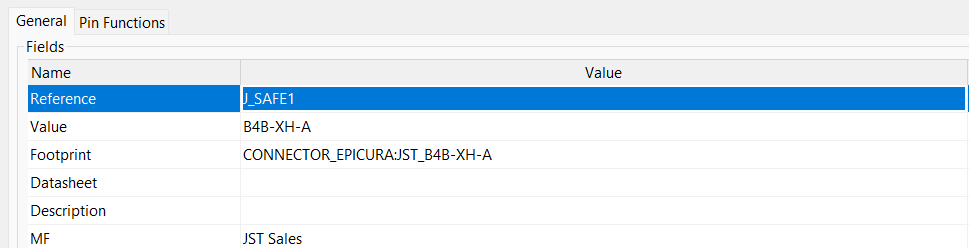 General Pin Functions
Fields
Name Value
Reference J_SAFE1
Value B4B-XH-A
Footprint CONNECTOR_EPICURA:JST_B4B-XH-A
Datasheet
Description
MF JST Sales